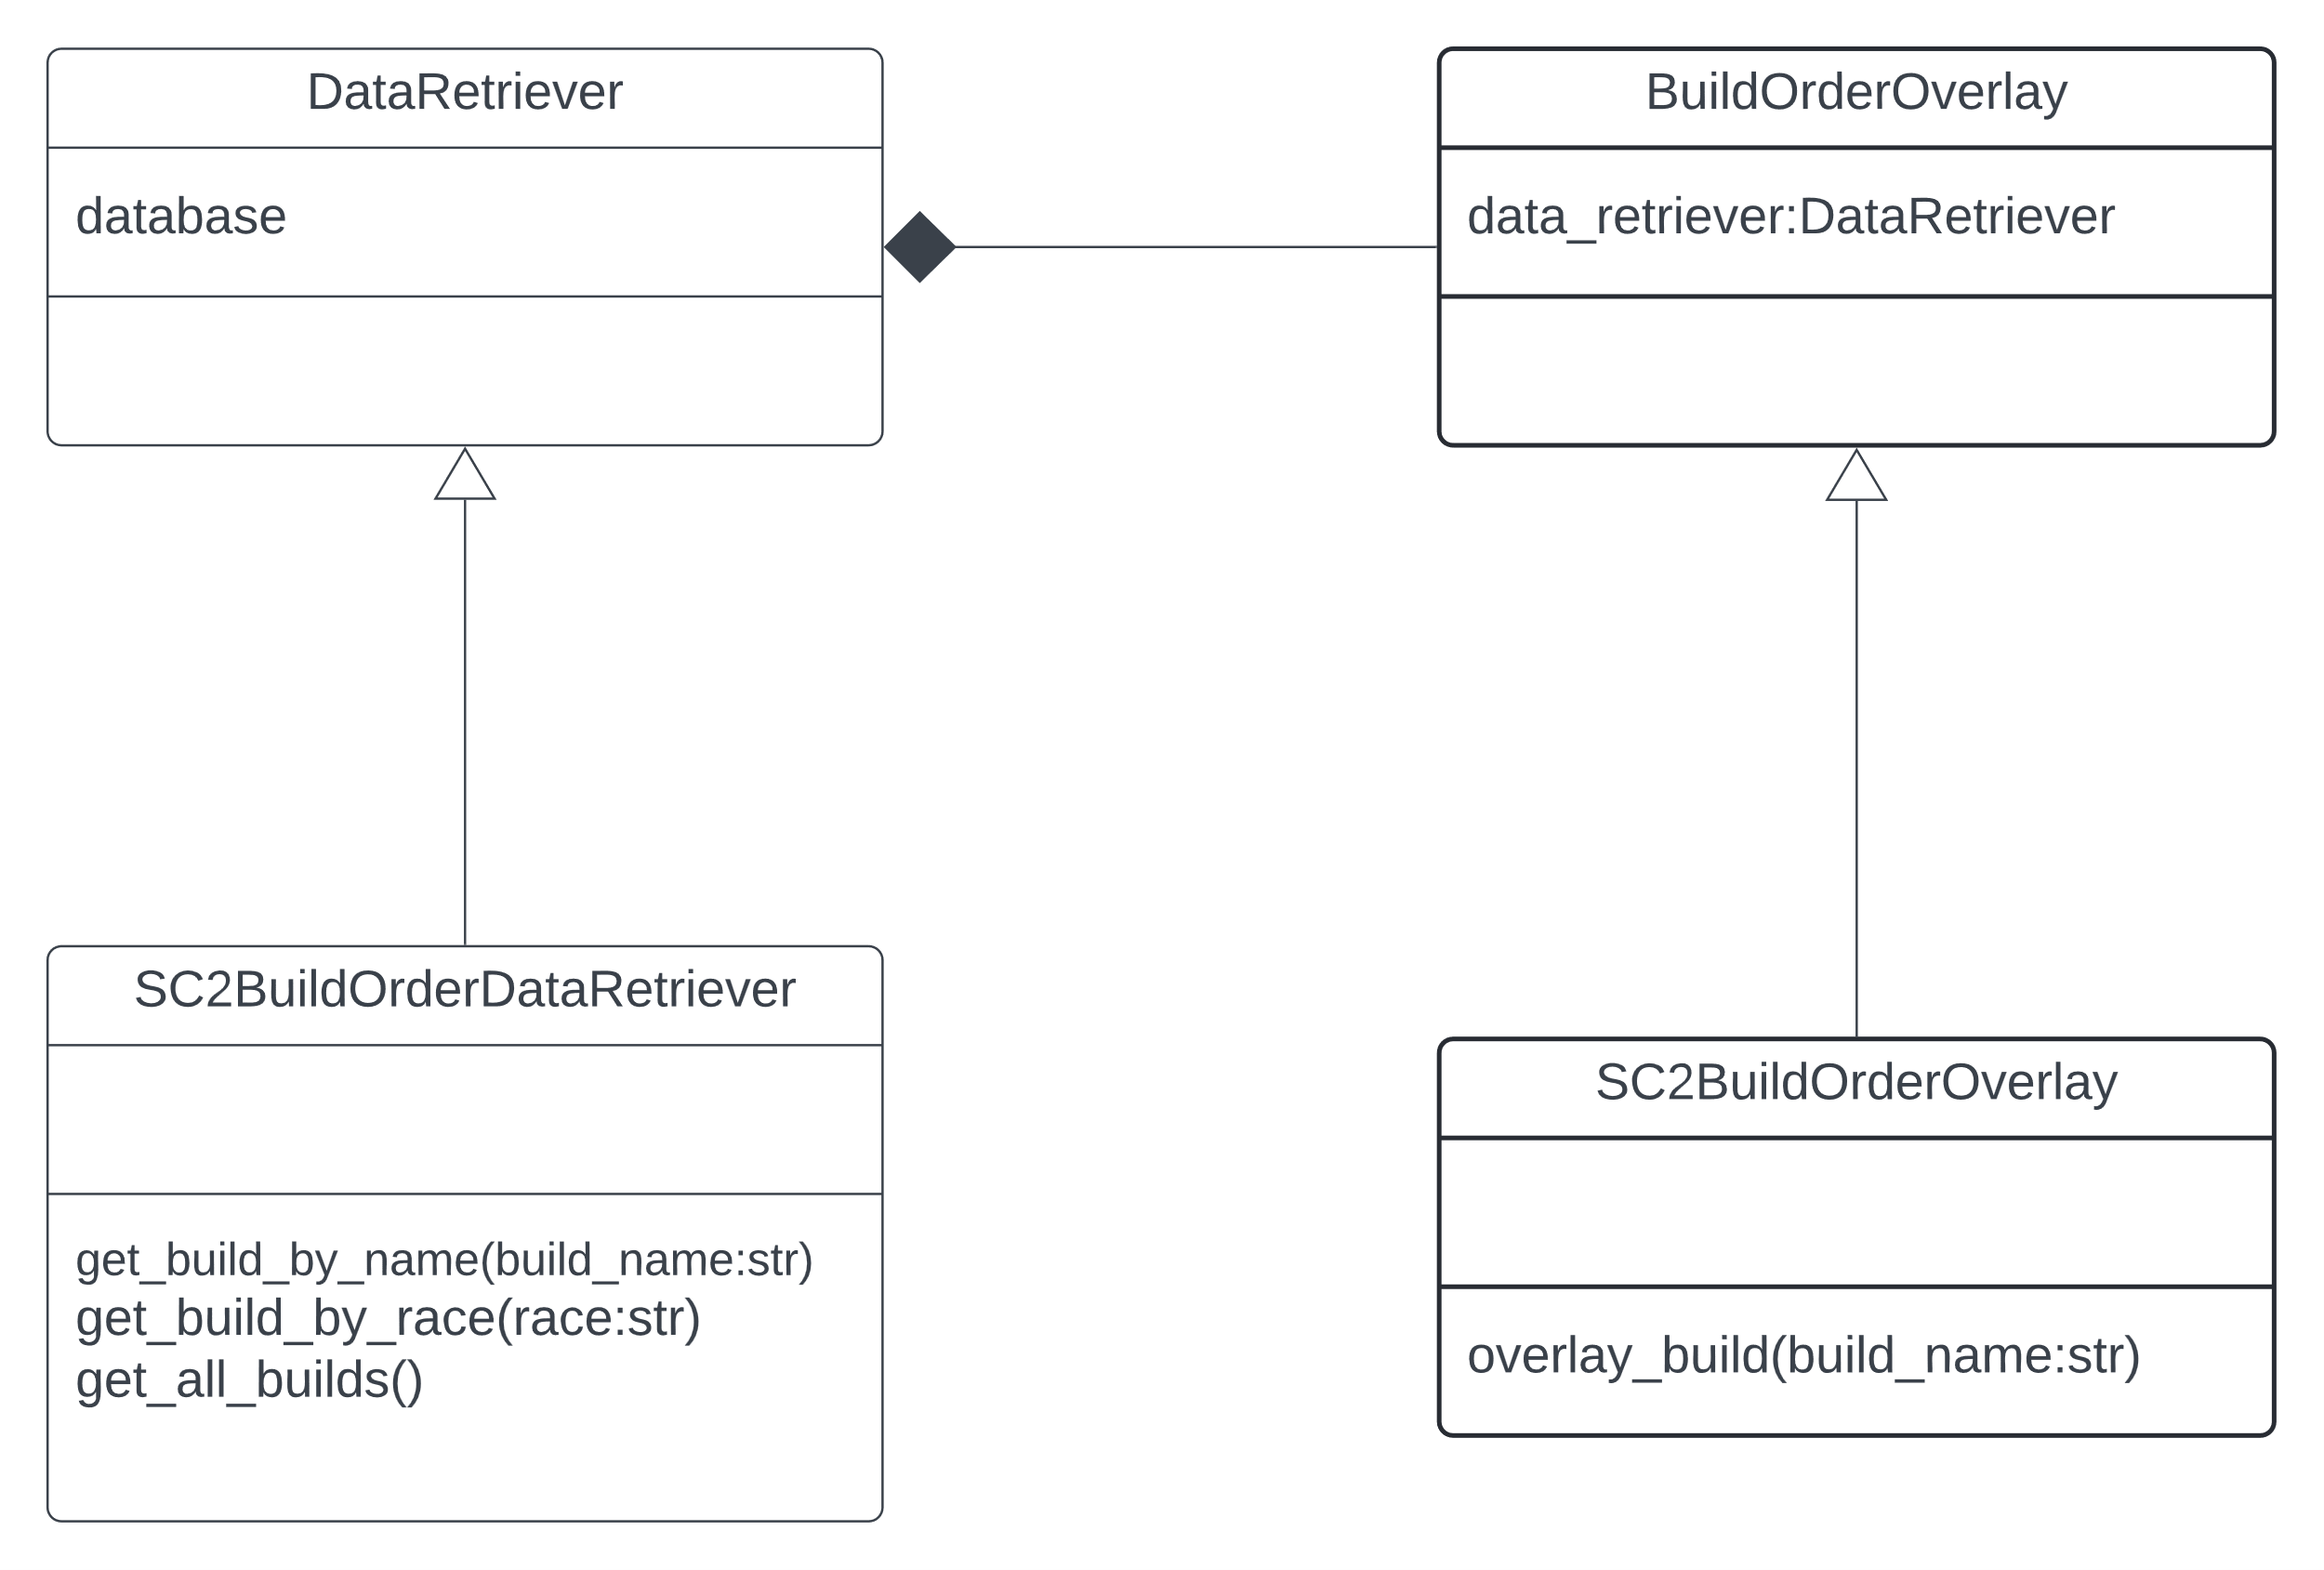 DataRetriever
database
BuildOrderOverlay
data_retriever:DataRetriever
SC2BuildOrderDataRetriever
get_build_by_name(build_name:str)
get_build_by_race(race:str)
get_all_builds()
SC2BuildOrderOverlay
overlay_build(build_name:str)